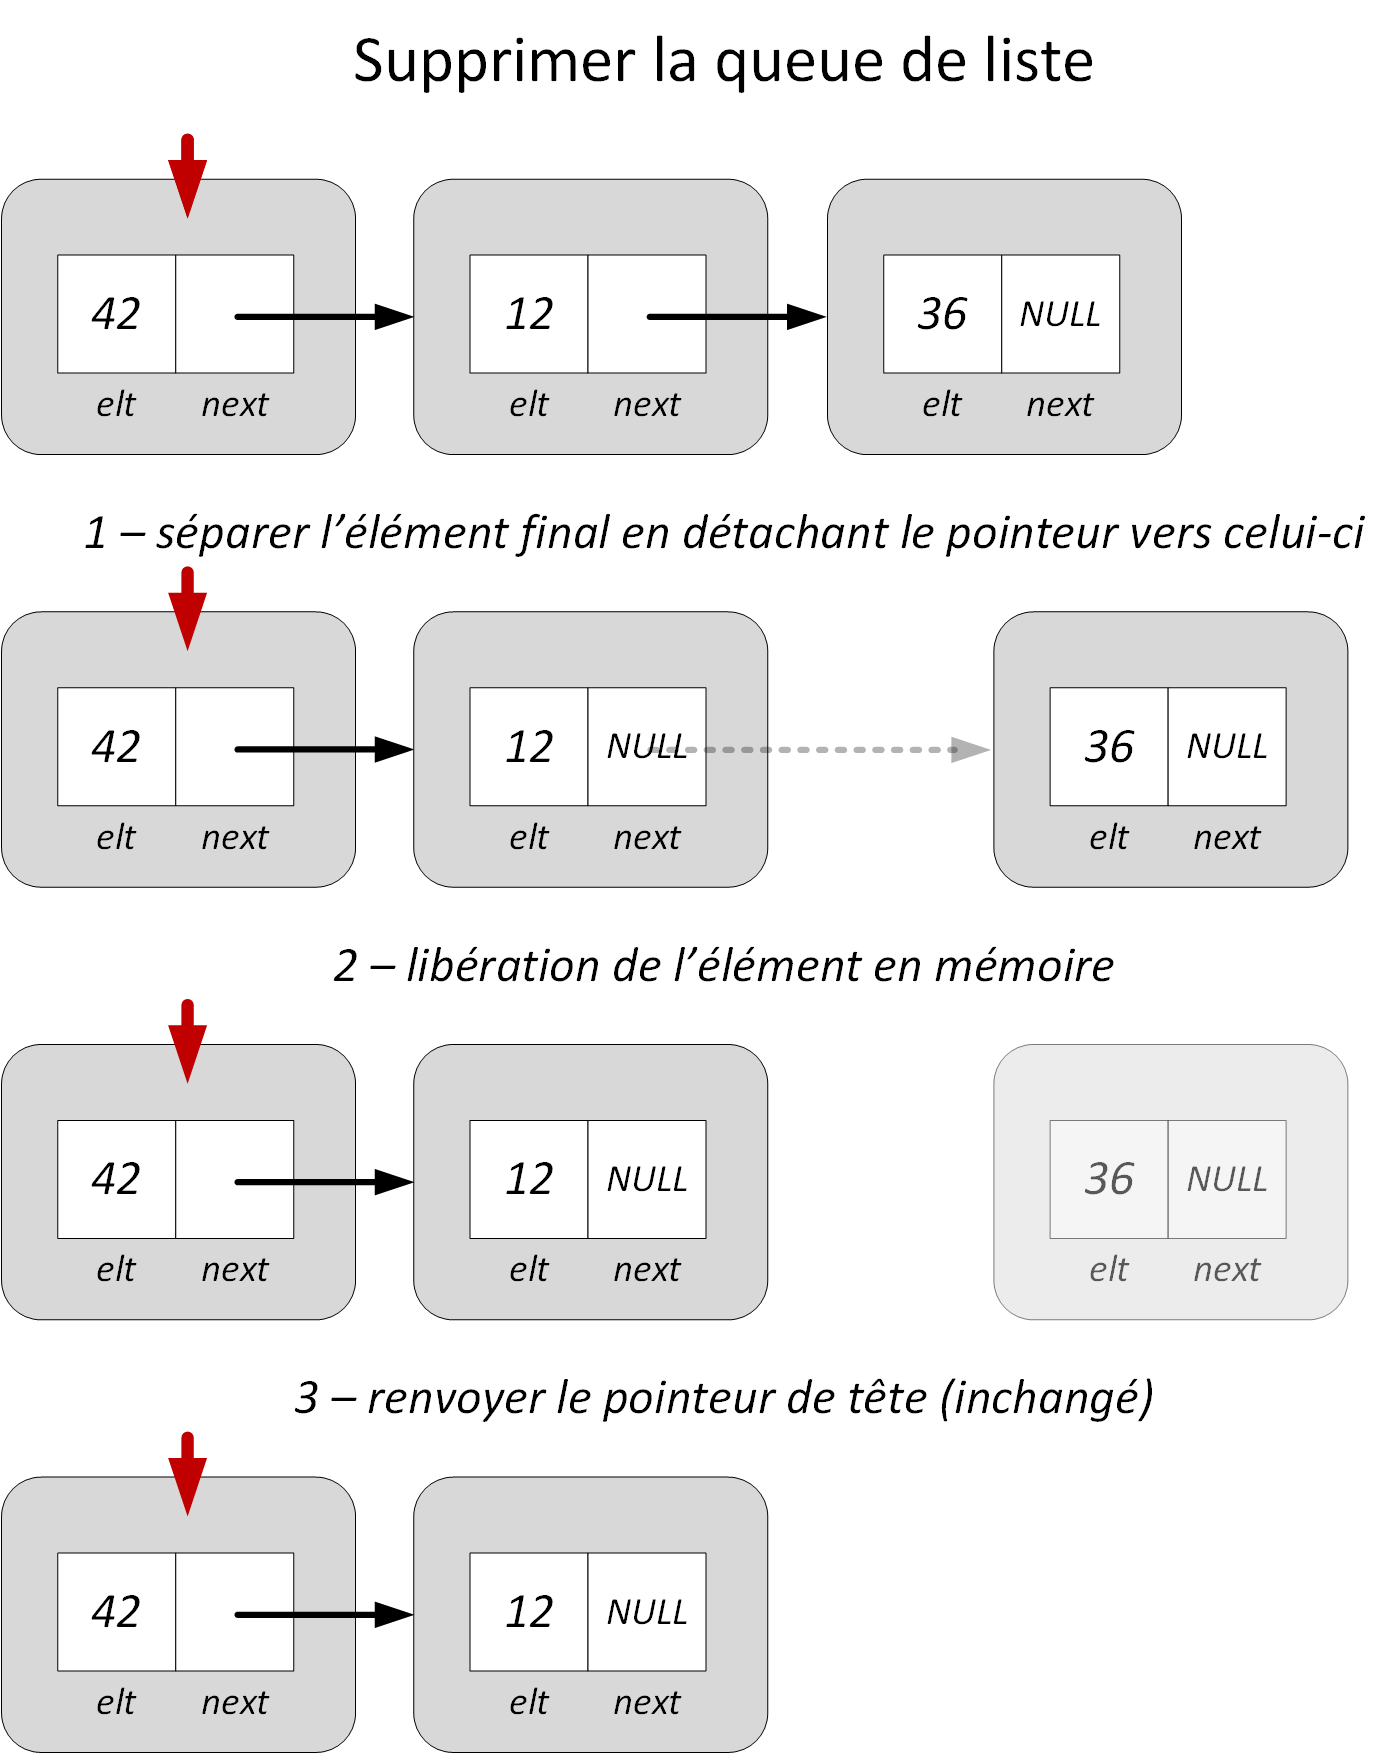 Supprimer la queue de liste
42 12 36 NULL
elt next elt next elt next
1 – séparer l’élément final en détachant le pointeur vers celui-ci
42 12 NULL 36 NULL
elt next elt next elt next
2 – libération de l’élément en mémoire
42 12 NULL 36 NULL
elt next elt next elt next
3 – renvoyer le pointeur de tête (inchangé)
42 12 NULL
elt next elt next